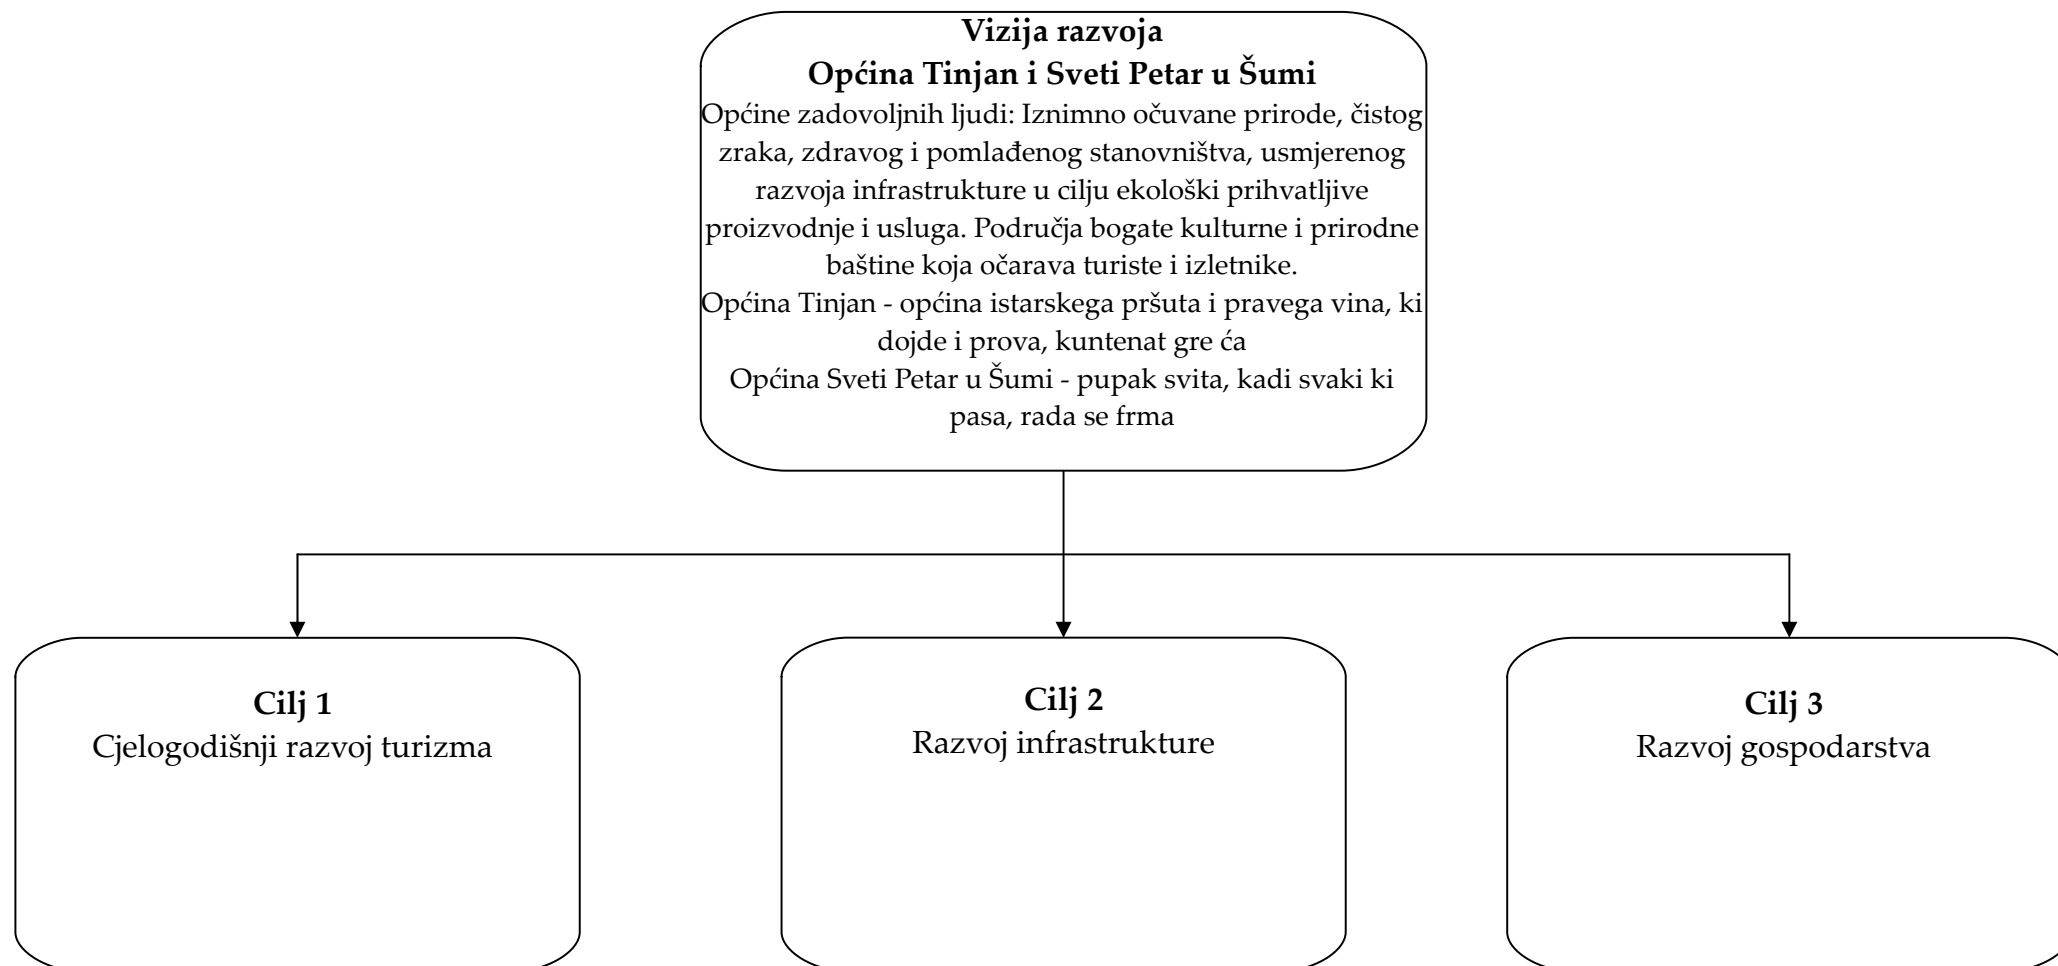 Vizija razvoja
Općina Tinjan i Sveti Petar u Šumi
Općine zadovoljnih ljudi: Iznimno očuvane prirode, čistog
zraka, zdravog i pomlađenog stanovništva, usmjerenog
razvoja infrastrukture u cilju ekološki prihvatljive
proizvodnje i usluga. Područja bogate kulturne i prirodne
baštine koja očarava turiste i izletnike.
Općina Tinjan - općina istarskega pršuta i pravega vina, ki
dojde i prova, kuntenat gre ća
Općina Sveti Petar u Šumi - pupak svita, kadi svaki ki
pasa, rada se frma
Cilj 1
Cjelogodišnji razvoj turizma
Cilj 2
Razvoj infrastrukture
Cilj 3
Razvoj gospodarstva